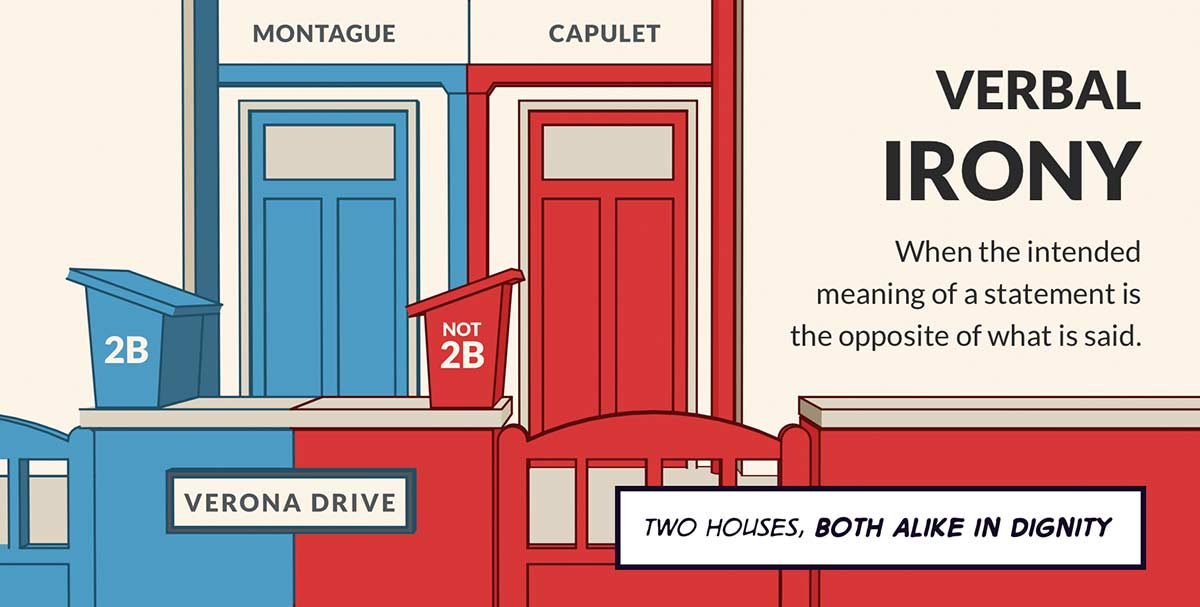 MONTAGUE
CAPULET
VERBAL
IRONY
When the intended
meaning of a statement is
the opposite of what is said.
2B
NOT
2B
VERONA DRIVE
TWO HOUSES, BOTH ALIKE IN DIGNITY